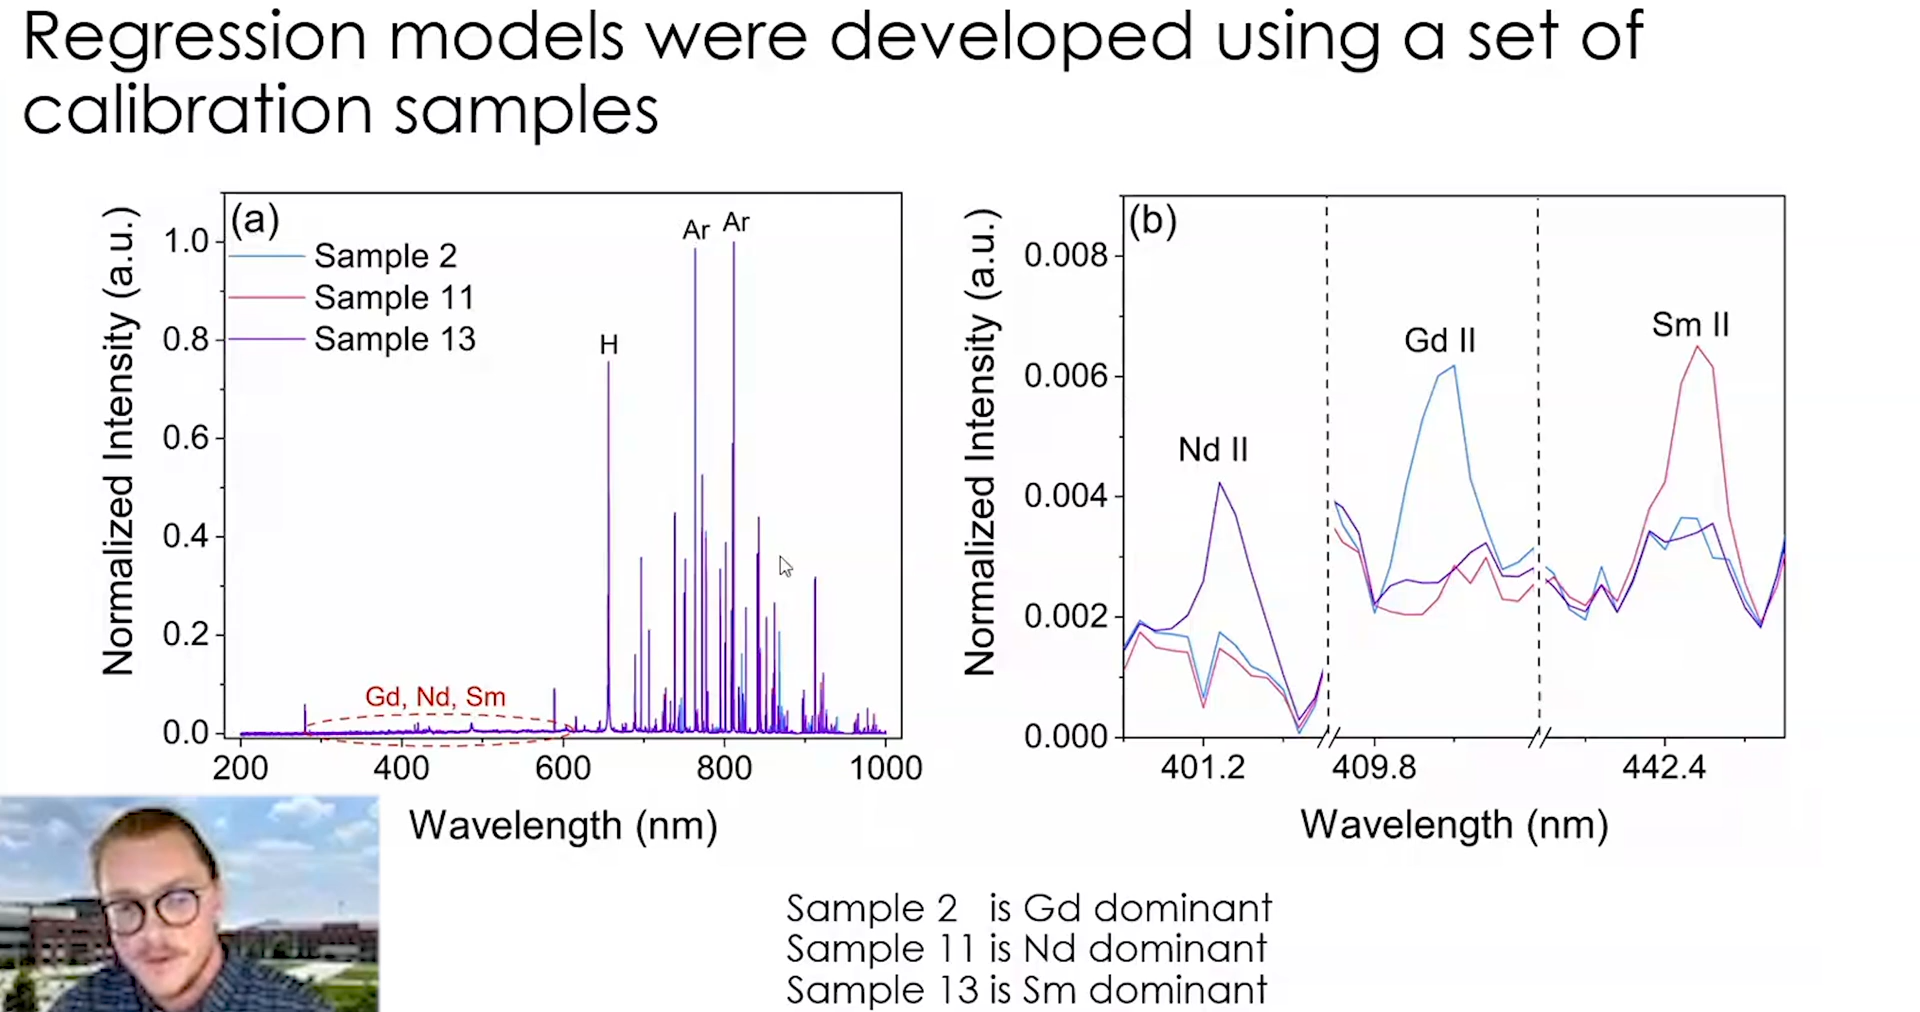 Regression models were developed using a set of
calibration samples
(a)
Sample 2
Sample 11
Sample 13
H
Ar
Ar
Gd, Nd, Sm
1.0
0.8
0.6
0.4
0.2
0.0
200
400
600
800
1000
Normalized Intensity (a.u.)
Wavelength (nm)
(b)
Nd II
Gd II
Sm II
0.008
0.006
0.004
0.002
0.000
401.2
409.8
442.4
Normalized Intensity (a.u.)
Wavelength (nm)
Sample 2 is Gd dominant
Sample 11 is Nd dominant
Sample 13 is Sm dominant